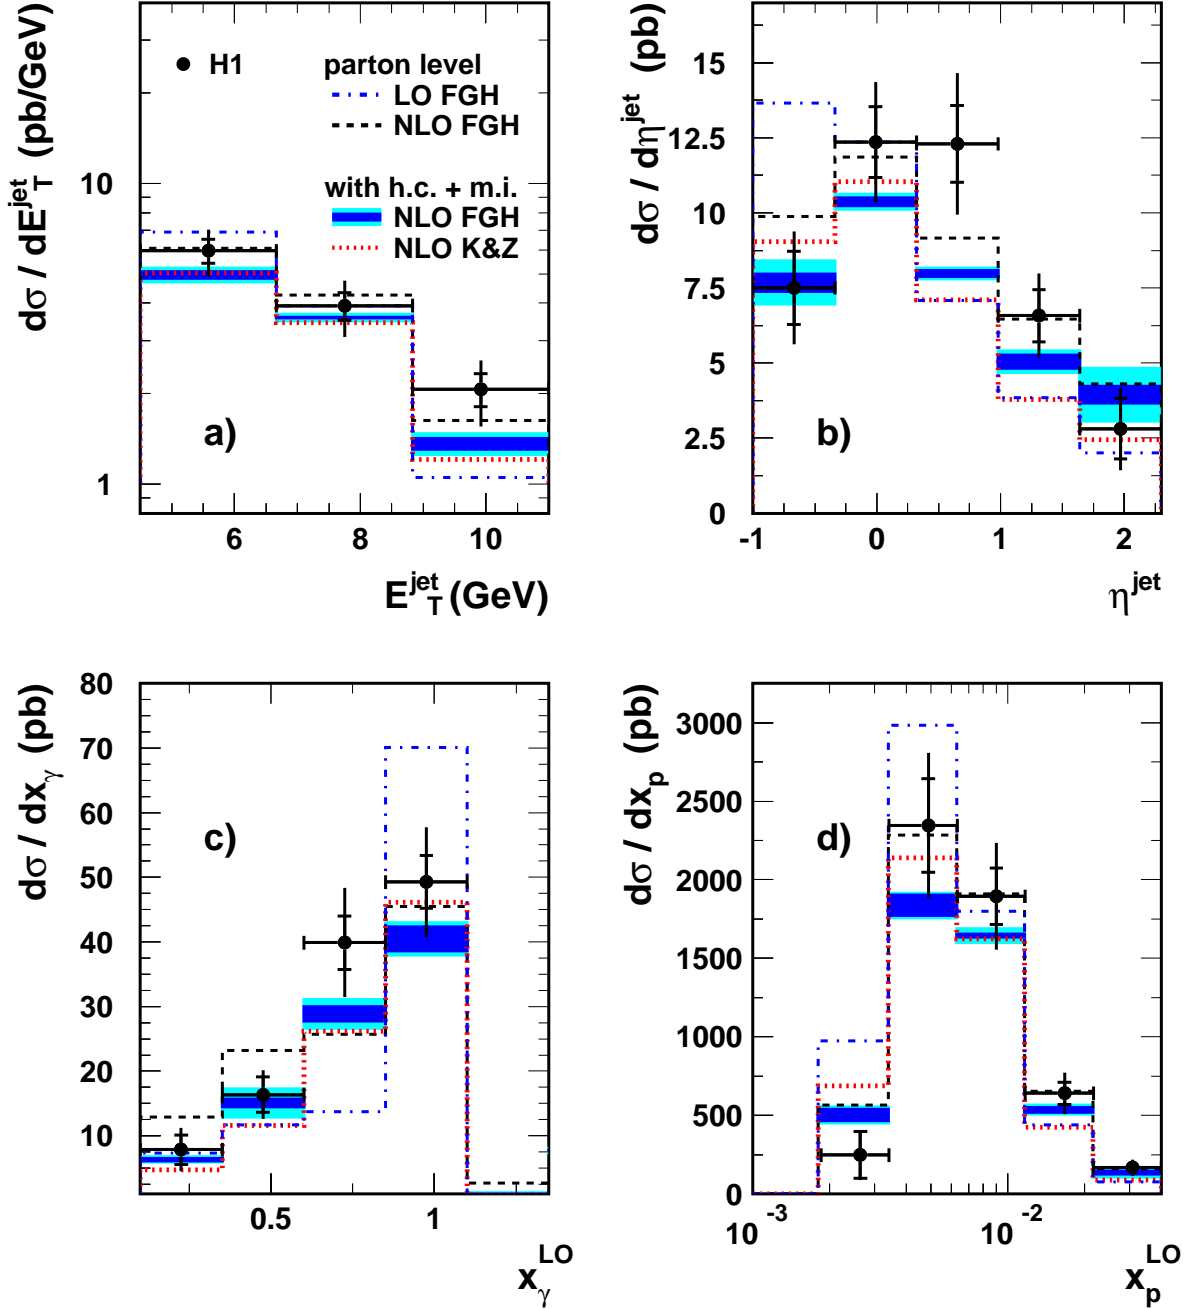 dσ / dE_T^jet (pb/GeV)
10
1
H1
parton level
LO FGH
NLO FGH
with h.c. + m.i.
NLO FGH
NLO K&Z
a)
6 8 10
E_T^jet (GeV)
dσ / dη^jet (pb)
15
12.5
10
7.5
5
2.5
0
b)
-1 0 1 2
η^jet
dσ / dx_γ (pb)
80
70
60
50
40
30
20
10
c)
0.5 1
x_γ^LO
dσ / dx_p (pb)
3000
2500
2000
1500
1000
500
0
d)
10^-3 10^-2
x_p^LO